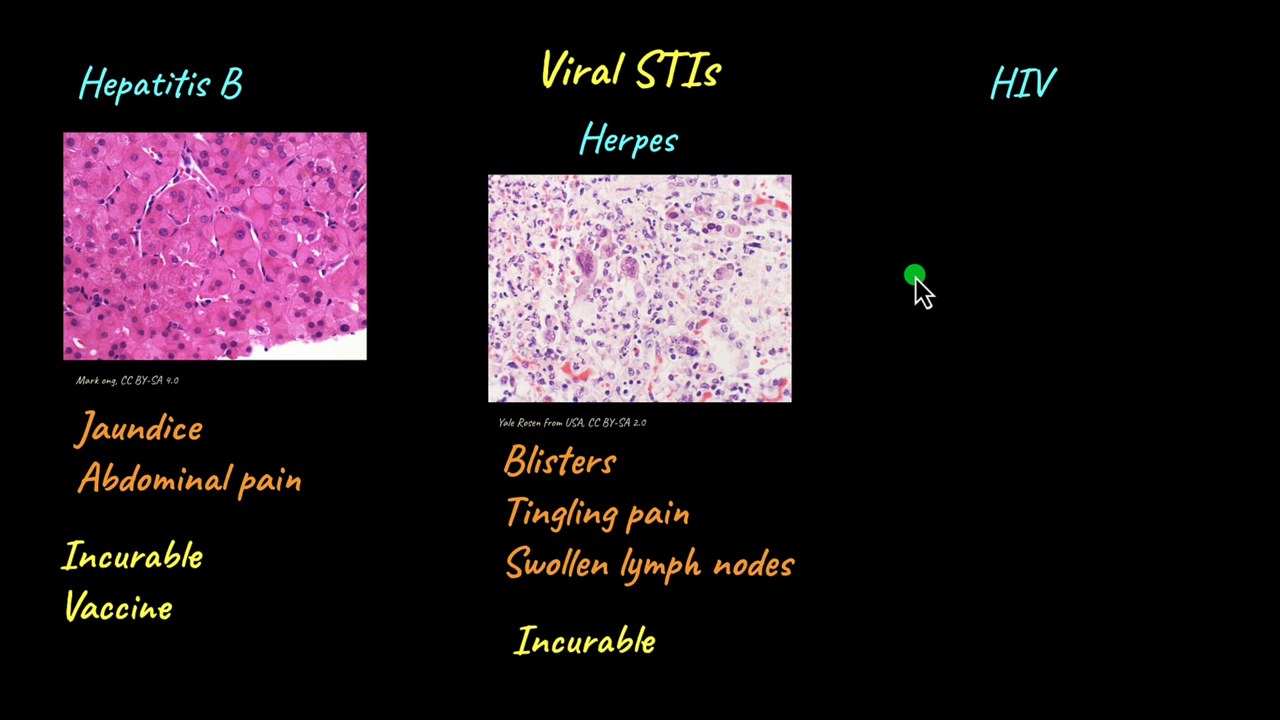 Viral STIs
Hepatitis B
Mark ong, CC BY-SA 4.0
Jaundice
Abdominal pain
Incurable
Vaccine
Herpes
Yale Rosen from USA, CC BY-SA 2.0
Blisters
Tingling pain
Swollen lymph nodes
Incurable
HIV